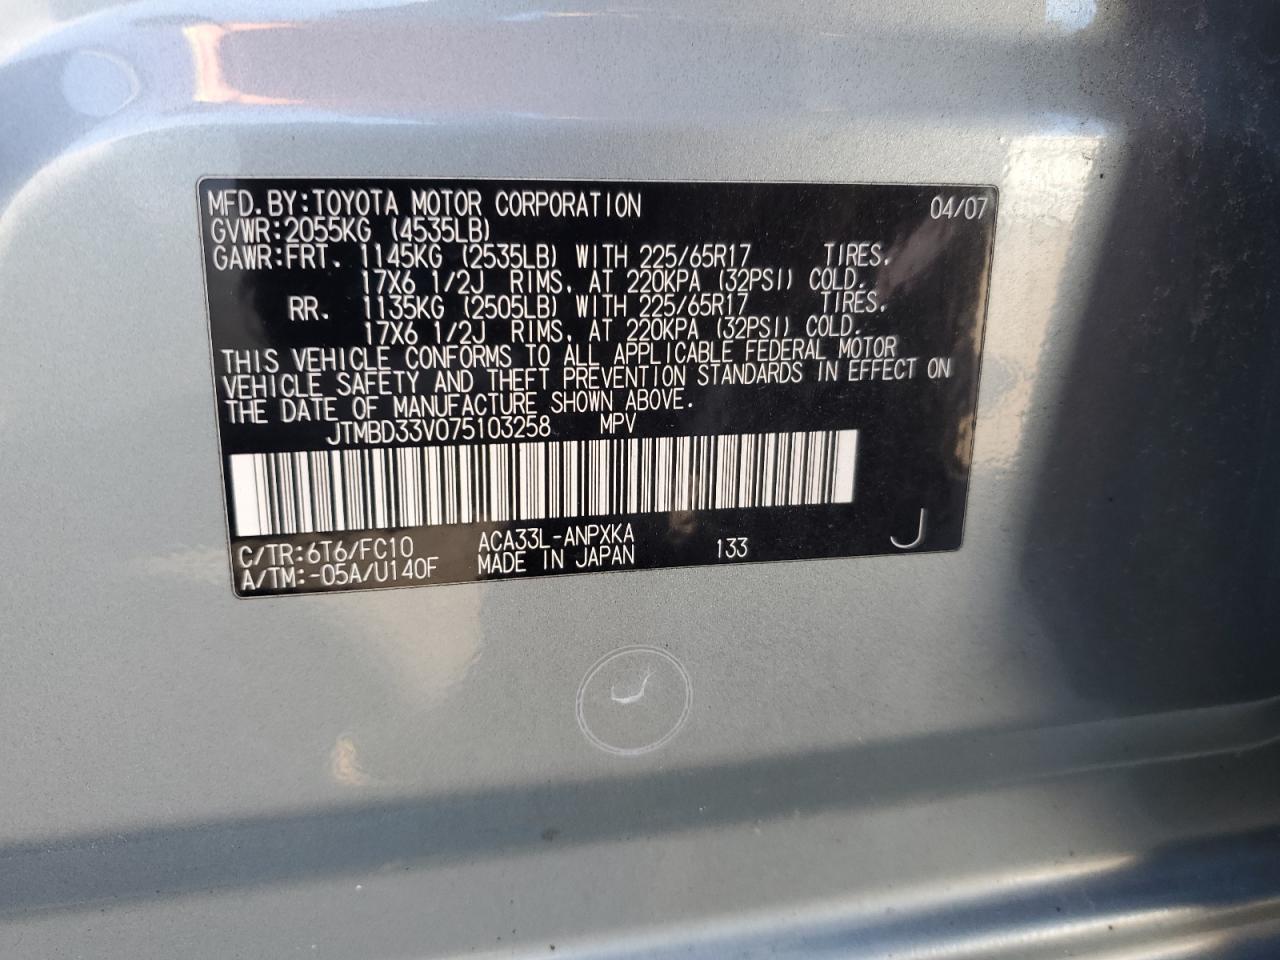 MFD.BY:TOYOTA MOTOR CORPORATION 04/07
GVWR:2055KG (4535LB)
GAWR:FRT. 1145KG (2535LB) WITH 225/65R17 TIRES.
17X6 1/2J RIMS, AT 220KPA (32PSI) COLD.
RR. 1135KG (2505LB) WITH 225/65R17 TIRES.
17X6 1/2J RIMS, AT 220KPA (32PSI) COLD.
THIS VEHICLE CONFORMS TO ALL APPLICABLE FEDERAL MOTOR
VEHICLE SAFETY AND THEFT PREVENTION STANDARDS IN EFFECT ON
THE DATE OF MANUFACTURE SHOWN ABOVE.
JTMBD33V075103258 MPV
C/TR:6T6/FC10 ACA33L-ANPXKA
A/TM:-05A/U140F MADE IN JAPAN 133 J